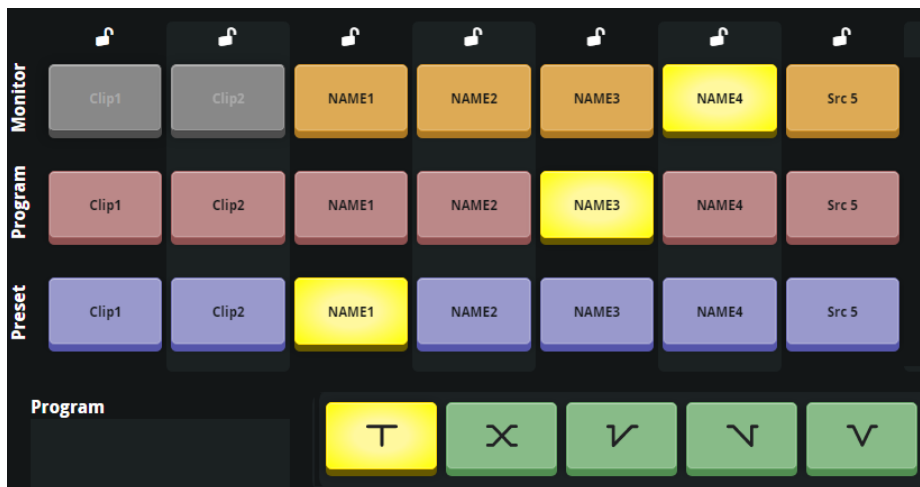 Monitor
Clip1 Clip2 NAME1 NAME2 NAME3 NAME4 Src 5
Program
Clip1 Clip2 NAME1 NAME2 NAME3 NAME4 Src 5
Preset
Clip1 Clip2 NAME1 NAME2 NAME3 NAME4 Src 5
Program